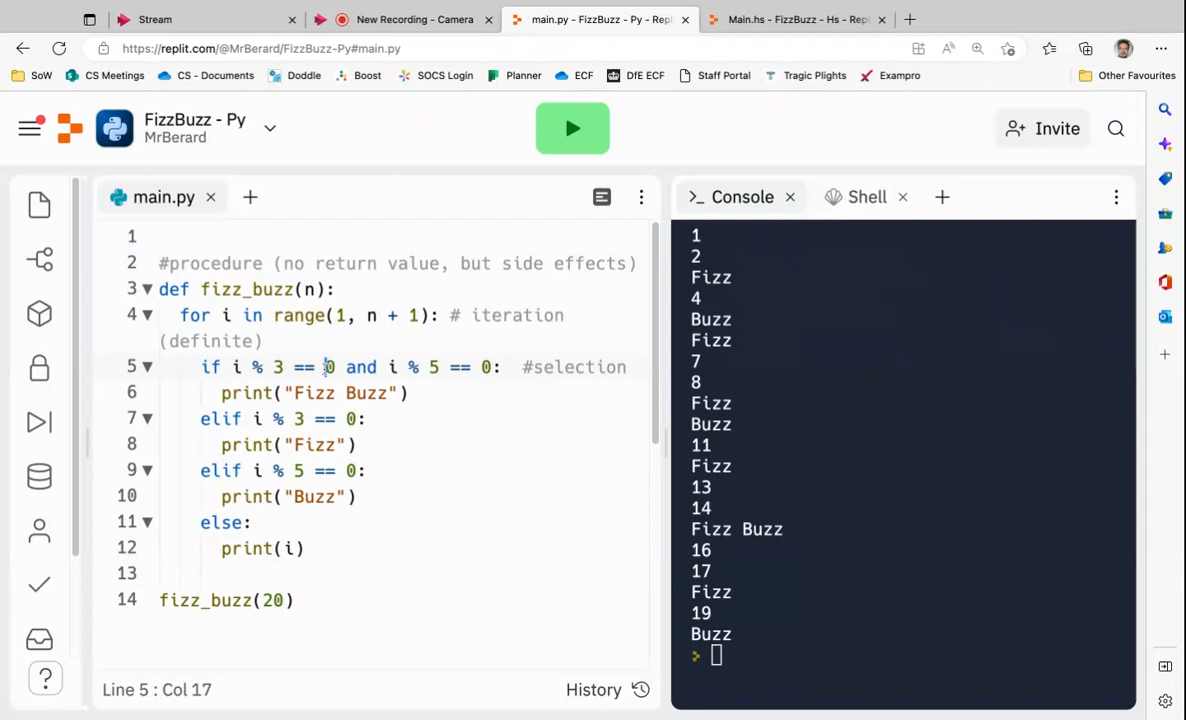 Stream
New Recording - Camera
main.py - FizzBuzz - Py - Repl
Main.hs - FizzBuzz - Hs - Repl
https://replit.com/@MrBerard/FizzBuzz-Py#main.py
SoW CS Meetings CS - Documents Doddle Boost SOCS Login Planner ECF DfE ECF Staff Portal Tragic Plights Exampro Other Favourites
FizzBuzz - Py
MrBerard
Invite
main.py
Console Shell
1
2 #procedure (no return value, but side effects)
3 def fizz_buzz(n):
4 for i in range(1, n + 1): # iteration
(definite)
5 if i % 3 == 0 and i % 5 == 0: #selection
6 print("Fizz Buzz")
7 elif i % 3 == 0:
8 print("Fizz")
9 elif i % 5 == 0:
10 print("Buzz")
11 else:
12 print(i)
13
14 fizz_buzz(20)
Line 5 : Col 17
History
1
2
Fizz
4
Buzz
Fizz
7
8
Fizz
Buzz
11
Fizz
13
14
Fizz Buzz
16
17
Fizz
19
Buzz
>